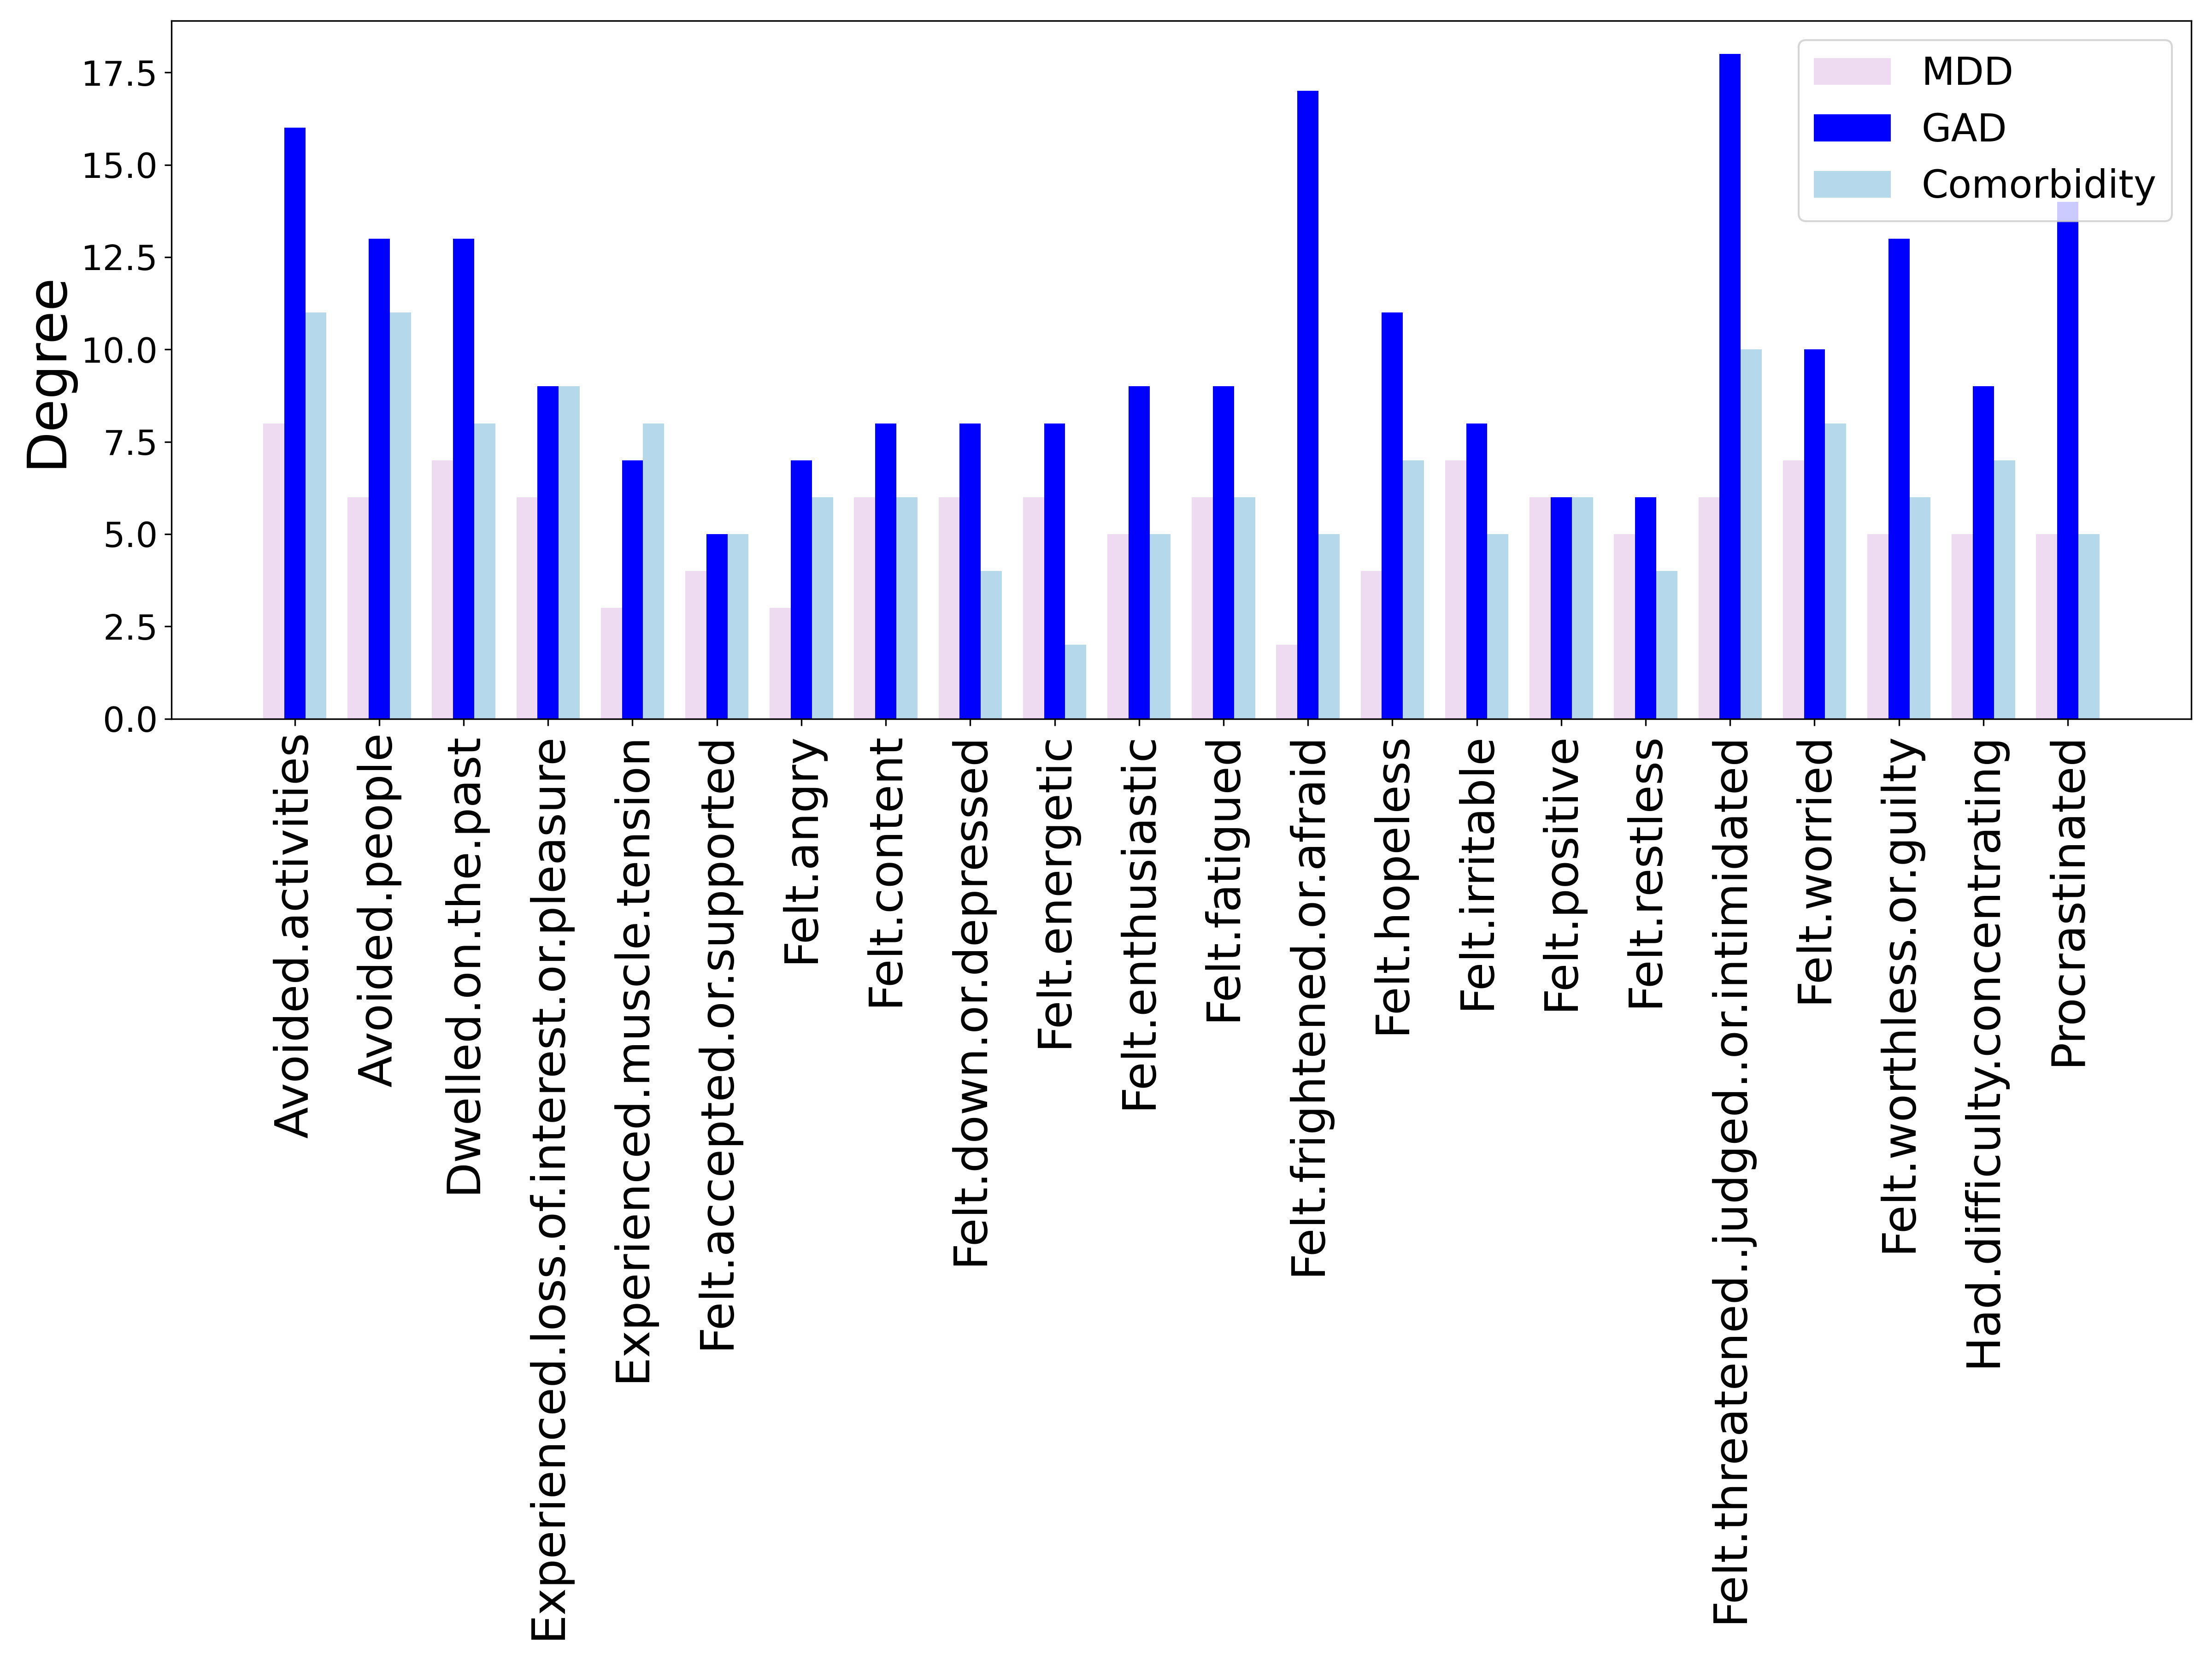 Degree
17.5
15.0
12.5
10.0
7.5
5.0
2.5
0.0
MDD
GAD
Comorbidity
Avoided.activities
Avoided.people
Dwelled.on.the.past
Experienced.loss.of.interest.or.pleasure
Experienced.muscle.tension
Felt.accepted.or.supported
Felt.angry
Felt.content
Felt.down.or.depressed
Felt.energetic
Felt.enthusiastic
Felt.fatigued
Felt.frightened.or.afraid
Felt.hopeless
Felt.irritable
Felt.positive
Felt.restless
Felt.threatened..judged..or.intimidated
Felt.worried
Felt.worthless.or.guilty
Had.difficulty.concentrating
Procrastinated